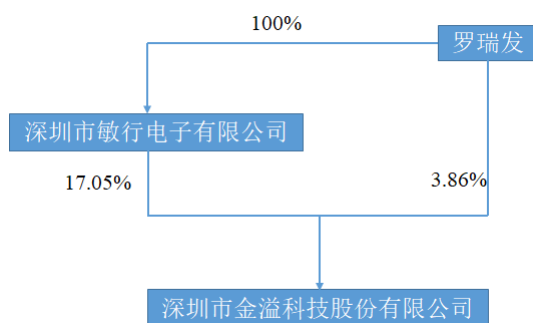 100%
罗瑞发
深圳市敏行电子有限公司
17.05%
3.86%
深圳市金溢科技股份有限公司